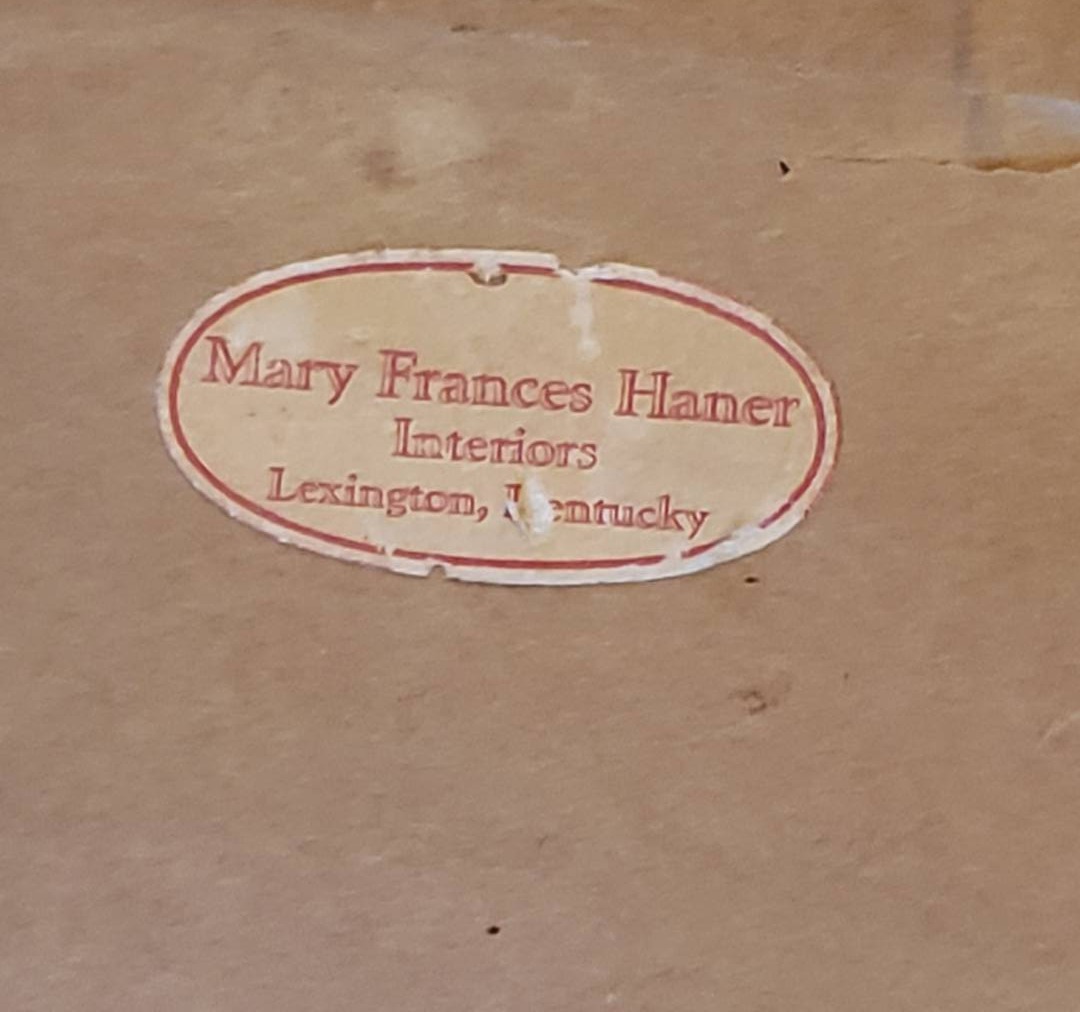 Mary Frances Haner
Interiors
Lexington, Kentucky